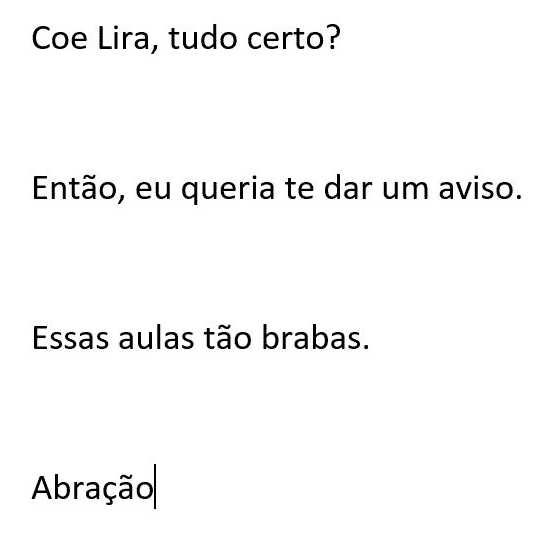 Coe Lira, tudo certo?
Então, eu queria te dar um aviso.
Essas aulas tão brabas.
Abração